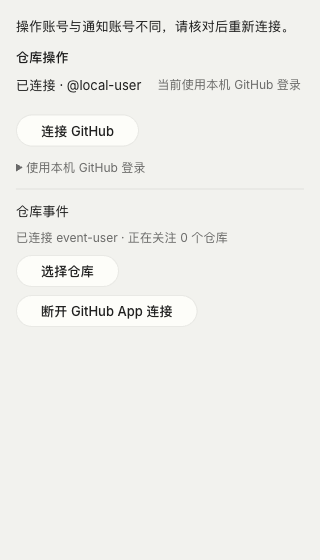 操作账号与通知账号不同，请核对后重新连接。
仓库操作
已连接 · @local-user 当前使用本机 GitHub 登录
连接 GitHub
▶ 使用本机 GitHub 登录
仓库事件
已连接 event-user · 正在关注 0 个仓库
选择仓库
断开 GitHub App 连接